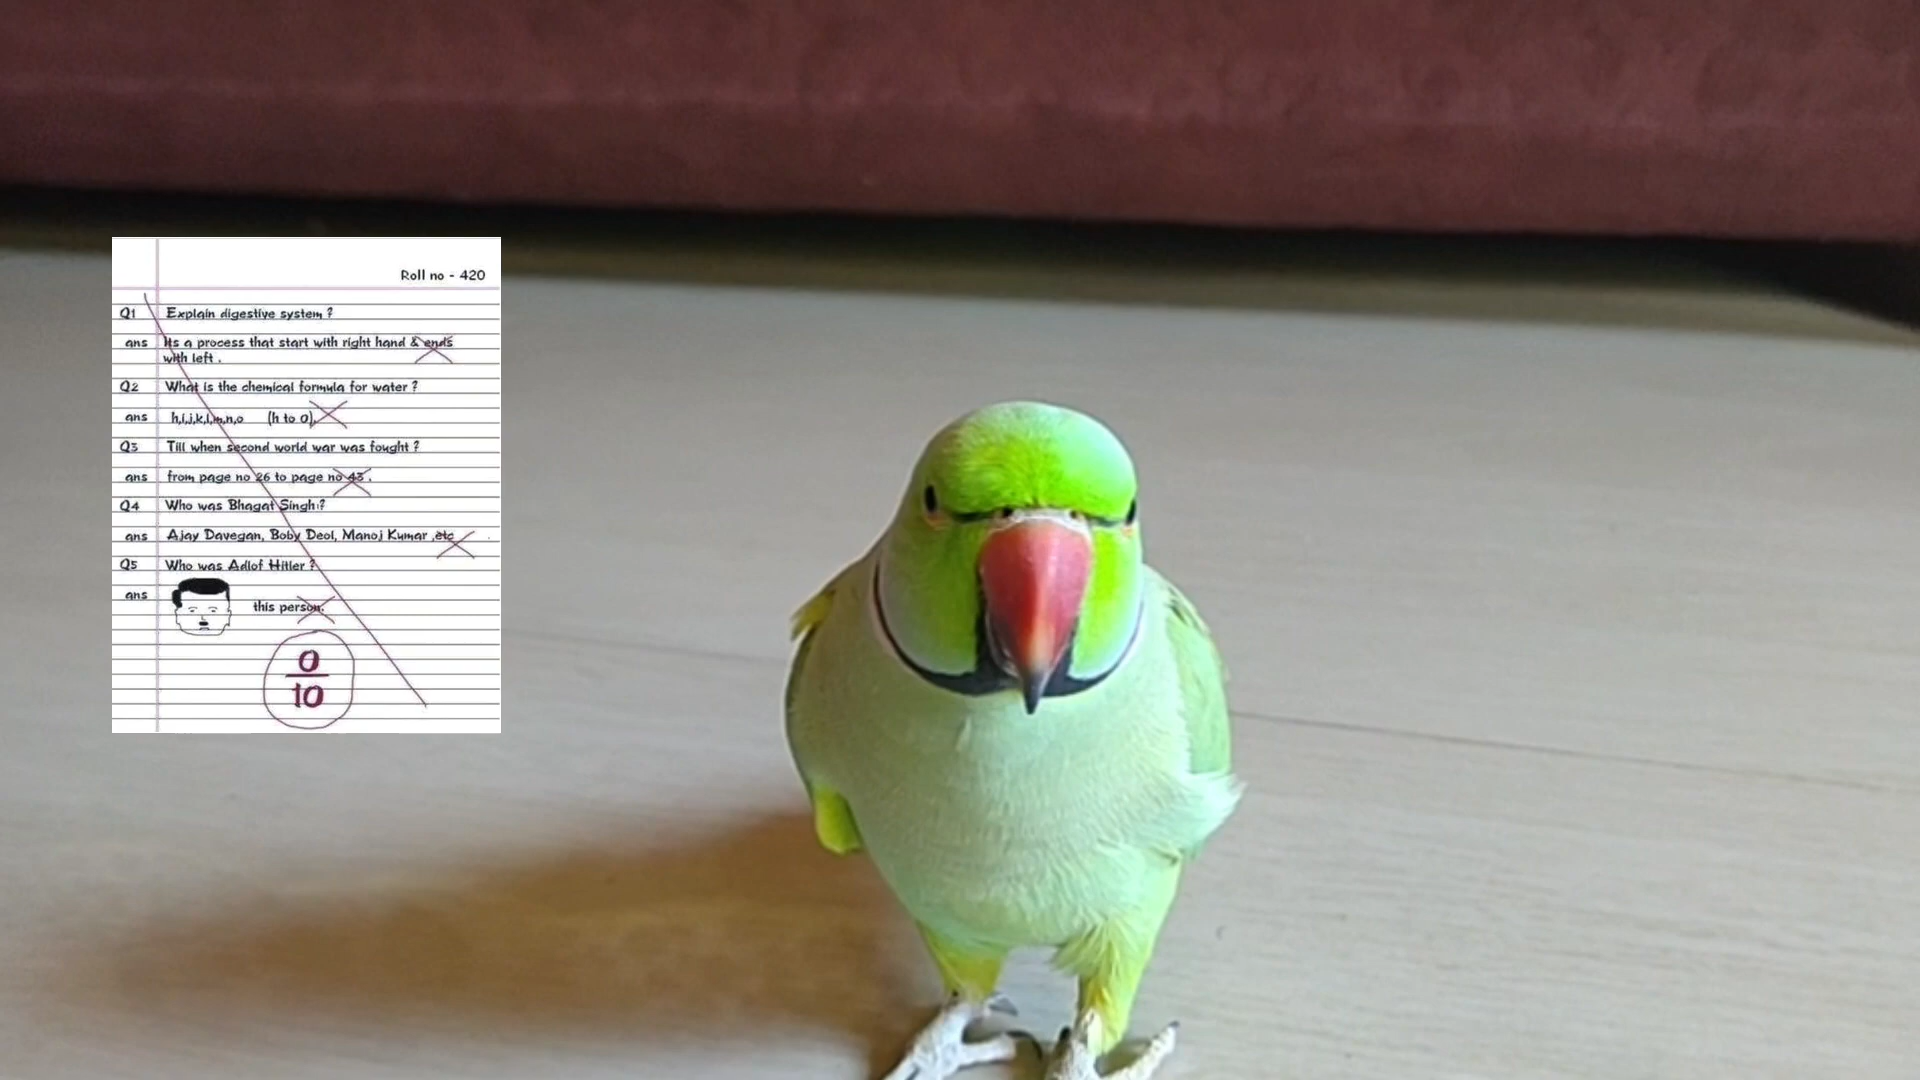 Roll no - 420
Q1 Explain digestive system ?
ans Its a process that start with right hand & ends
with left .
Q2 What is the chemical formula for water ?
ans h,i,j,k,l,m,n,o (h to o).
Q3 Till when second world war was fought ?
ans from page no 26 to page no 43 .
Q4 Who was Bhagat Singh ?
ans Ajay Davegan, Boby Deol, Manoj Kumar ,etc
Q5 Who was Adlof Hitler ?
ans this person.
0
10